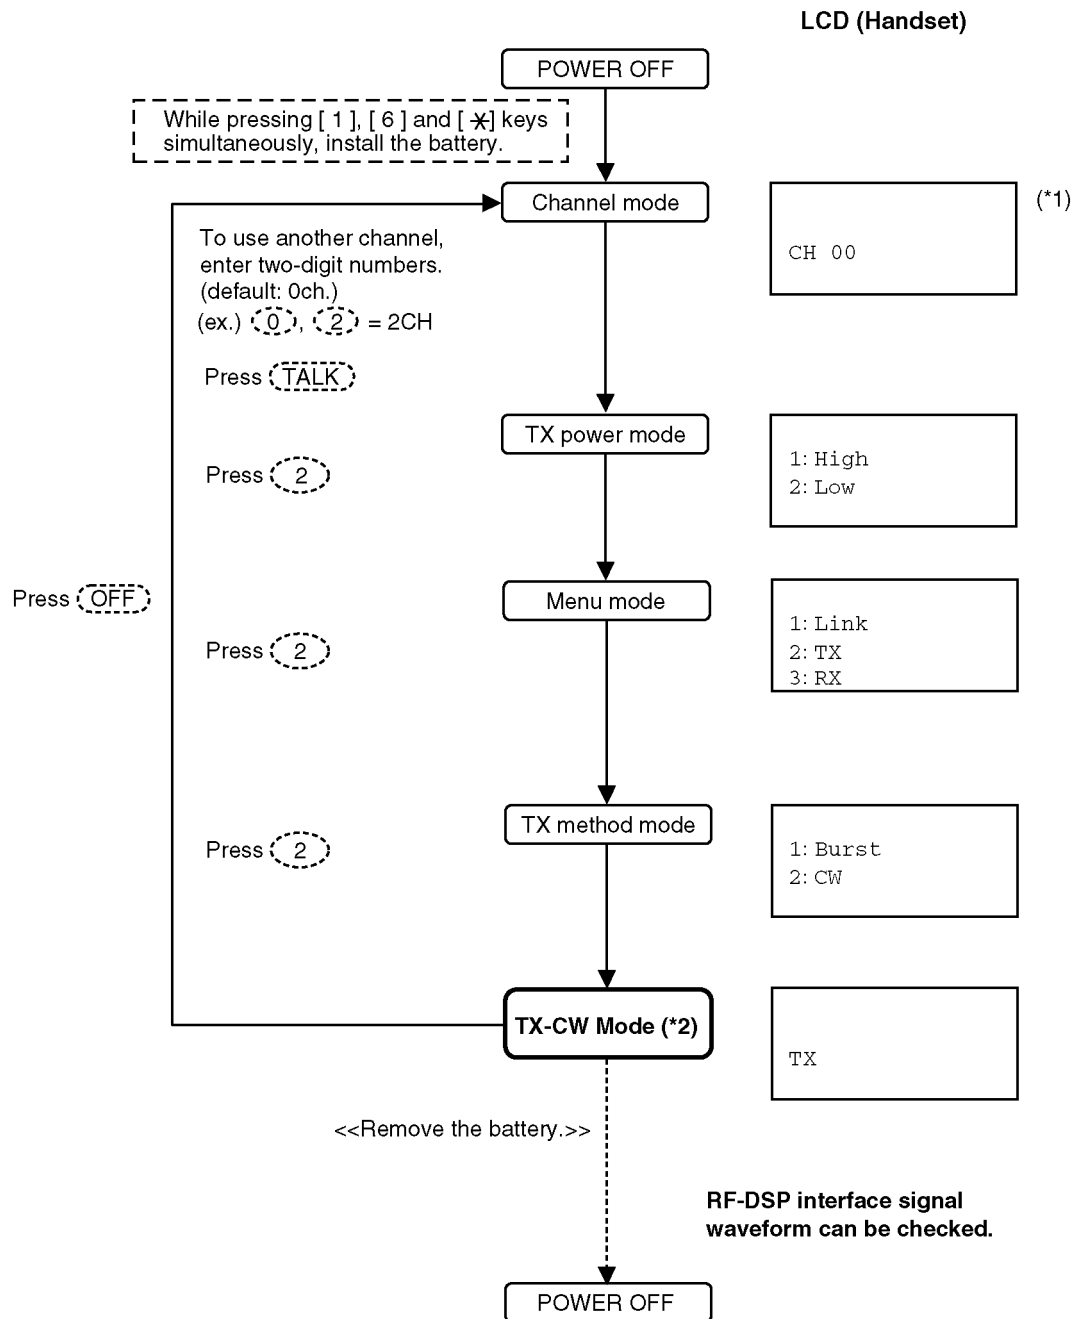 LCD (Handset)
POWER OFF
While pressing [ 1 ], [ 6 ] and [ * ] keys
simultaneously, install the battery.
Channel mode
(*1)
CH 00
To use another channel,
enter two-digit numbers.
(default: 0ch.)
(ex.) 0, 2 = 2CH
Press TALK
TX power mode
1: High
2: Low
Press 2
Menu mode
1: Link
2: TX
3: RX
Press OFF
Press 2
TX method mode
1: Burst
2: CW
Press 2
TX-CW Mode (*2)
TX
<<Remove the battery.>>
RF-DSP interface signal
waveform can be checked.
POWER OFF